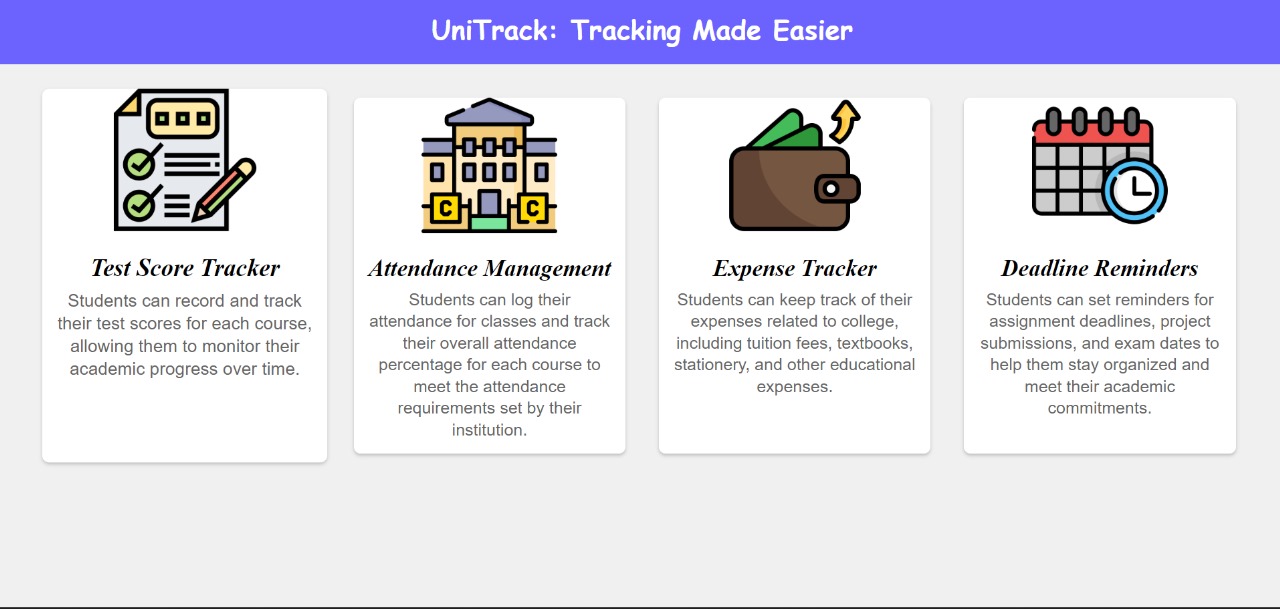 UniTrack: Tracking Made Easier
Test Score Tracker
Students can record and track
their test scores for each course,
allowing them to monitor their
academic progress over time.
C C
Attendance Management
Students can log their
attendance for classes and track
their overall attendance
percentage for each course to
meet the attendance
requirements set by their
institution.
Expense Tracker
Students can keep track of their
expenses related to college,
including tuition fees, textbooks,
stationery, and other educational
expenses.
Deadline Reminders
Students can set reminders for
assignment deadlines, project
submissions, and exam dates to
help them stay organized and
meet their academic
commitments.